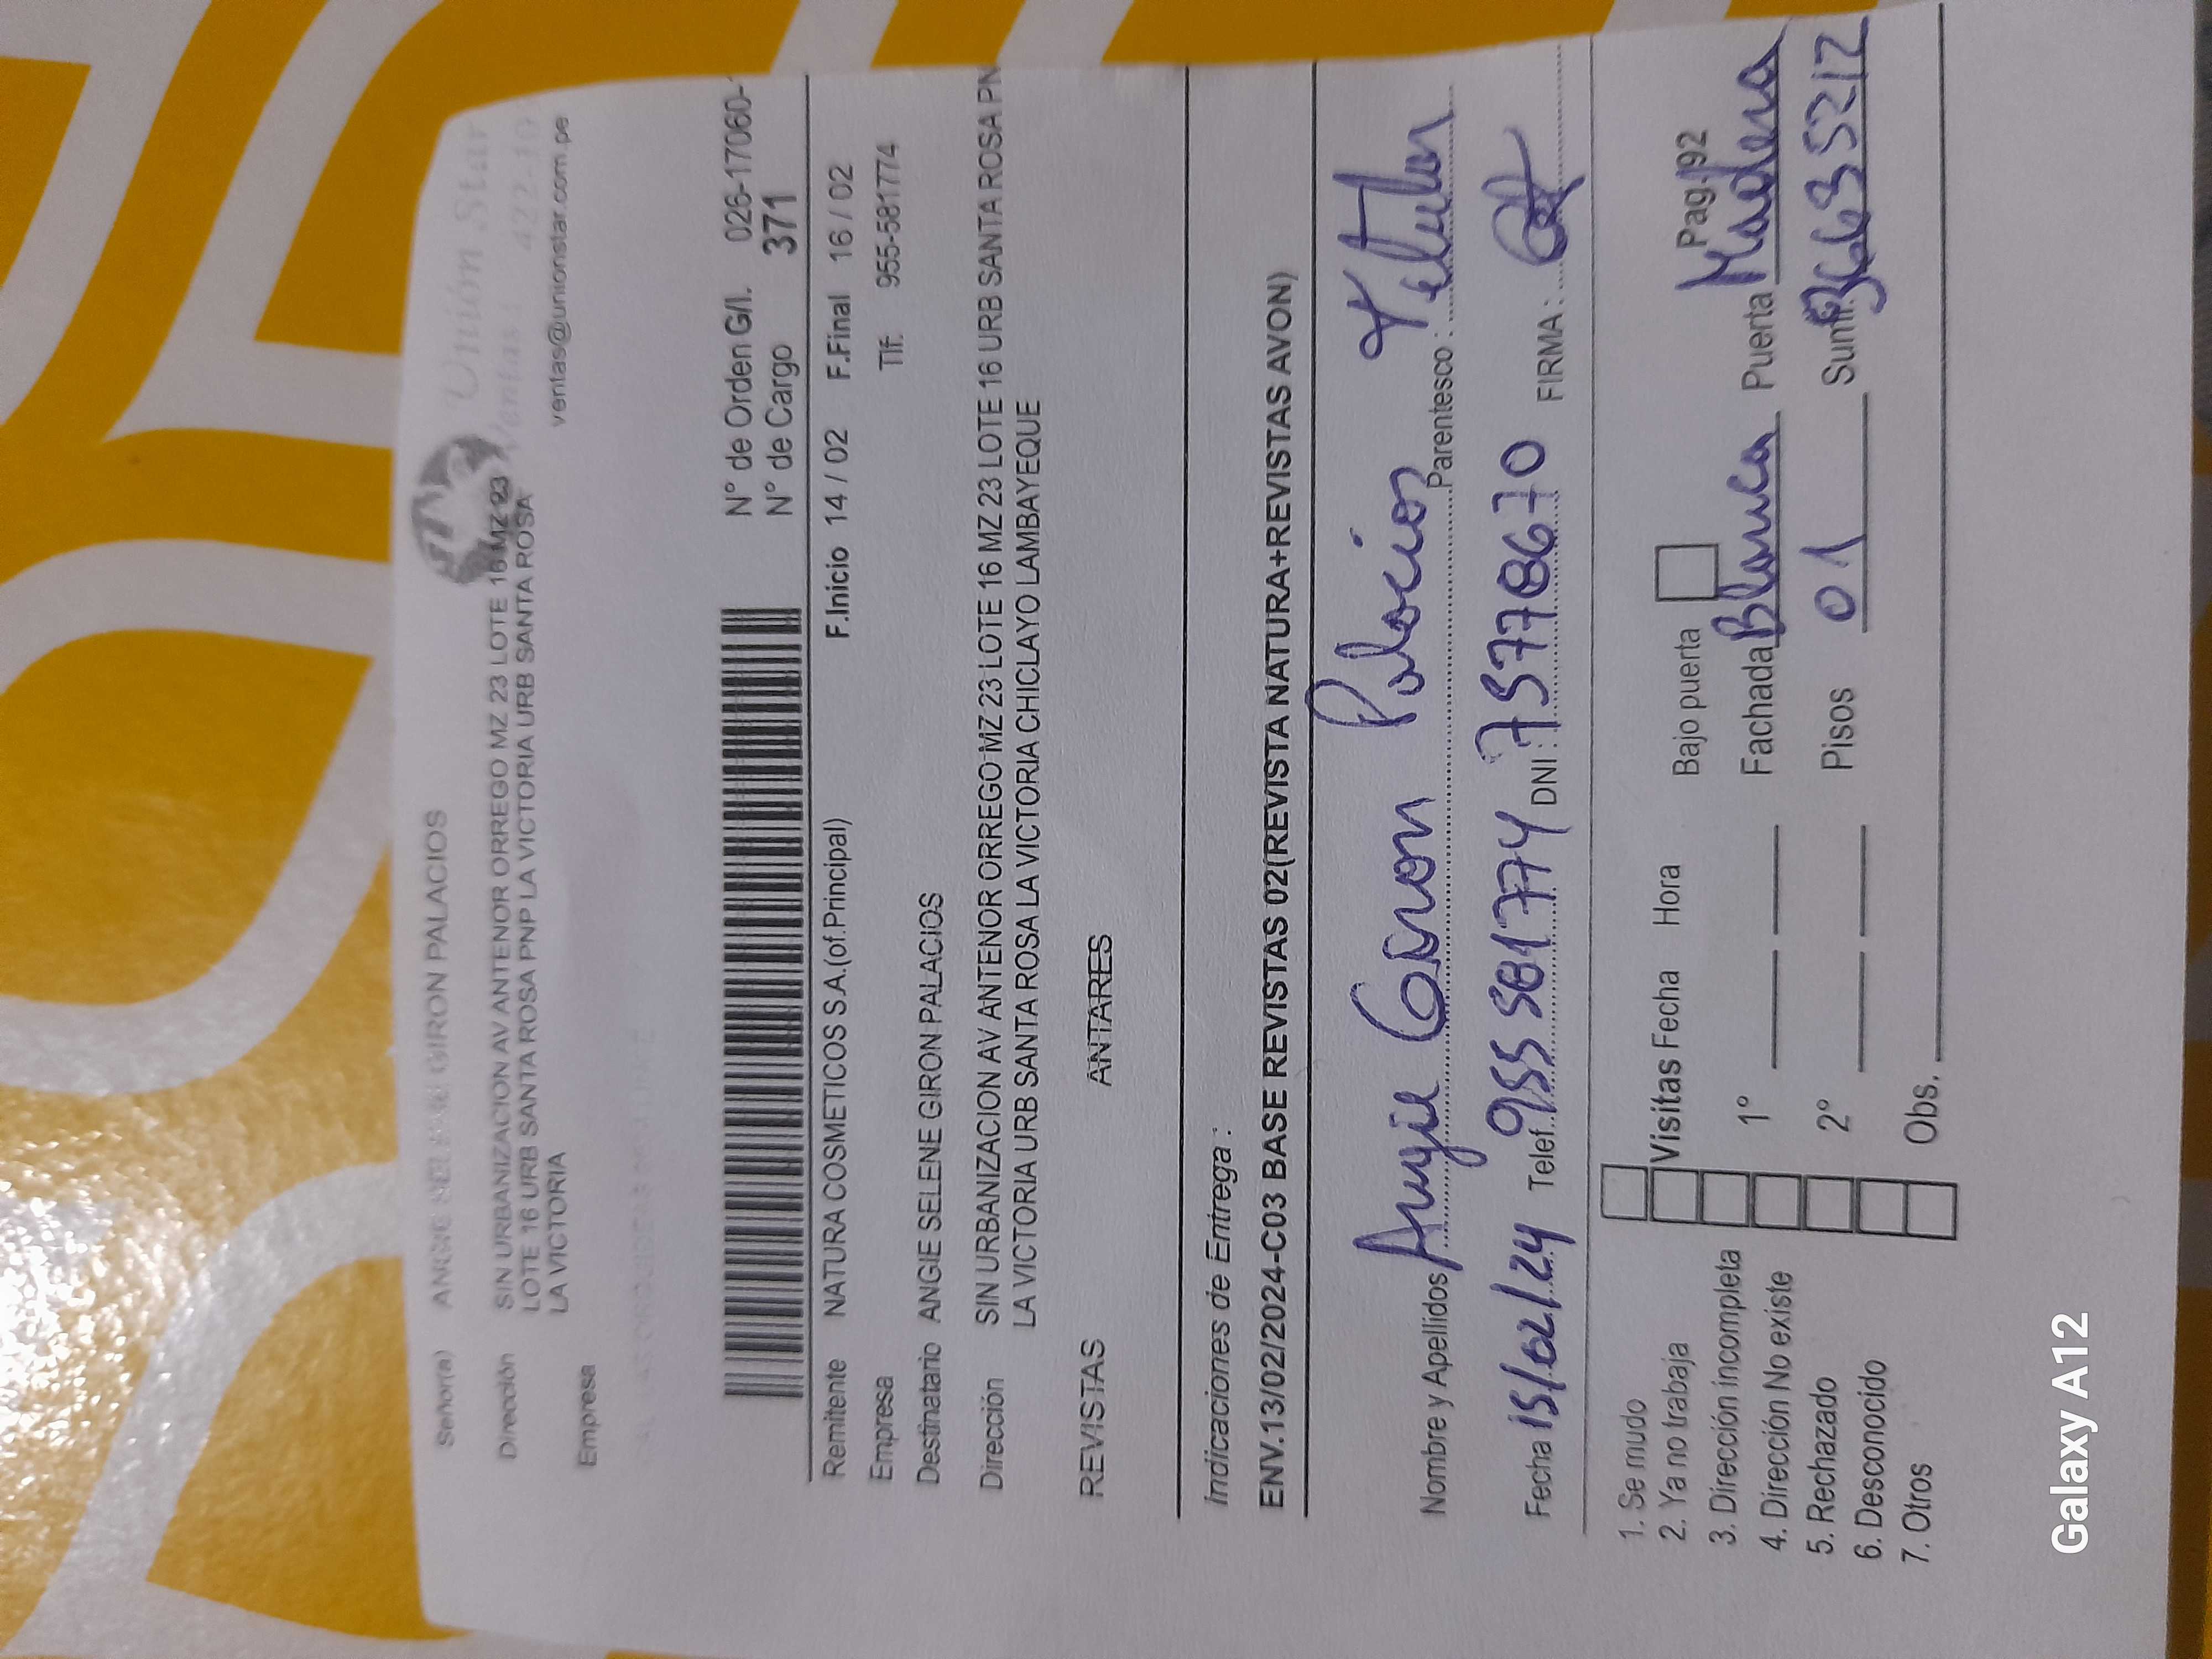 Unión Star
Ventas : 422-10
ventas@unionstar.com.pe
Señor(a) ANGIE SELENE GIRON PALACIOS
Dirección SIN URBANIZACION AV ANTENOR ORREGO MZ 23 LOTE 16 MZ 23
LOTE 16 URB SANTA ROSA PNP LA VICTORIA URB SANTA ROSA
LA VICTORIA
Empresa
N° de Orden G/I. 026-17060-
N° de Cargo 371
Remitente NATURA COSMETICOS S.A.(of.Principal) F.Inicio 14 / 02 F.Final 16 / 02
Empresa Tlf. 955-581774
Destinatario ANGIE SELENE GIRON PALACIOS
Dirección SIN URBANIZACION AV ANTENOR ORREGO MZ 23 LOTE 16 MZ 23 LOTE 16 URB SANTA ROSA PN
LA VICTORIA URB SANTA ROSA LA VICTORIA CHICLAYO LAMBAYEQUE
REVISTAS ANTARES
Indicaciones de Entrega :
ENV.13/02/2024-C03 BASE REVISTAS 02(REVISTA NATURA+REVISTAS AVON)
Nombre y Apellidos Angie Giron Palacios Parentesco : Titular
Fecha 15/02/24 Telef. 955 581774 DNI : 75778670 FIRMA :
1. Se mudo
2. Ya no trabaja
3. Dirección incompleta
4. Dirección No existe
5. Rechazado
6. Desconocido
7. Otros
Visitas Fecha Hora Bajo puerta Pag.192
1° Fachada Blanca Puerta Madera
2° Pisos 01 Sumin.
Obs.
Galaxy A12